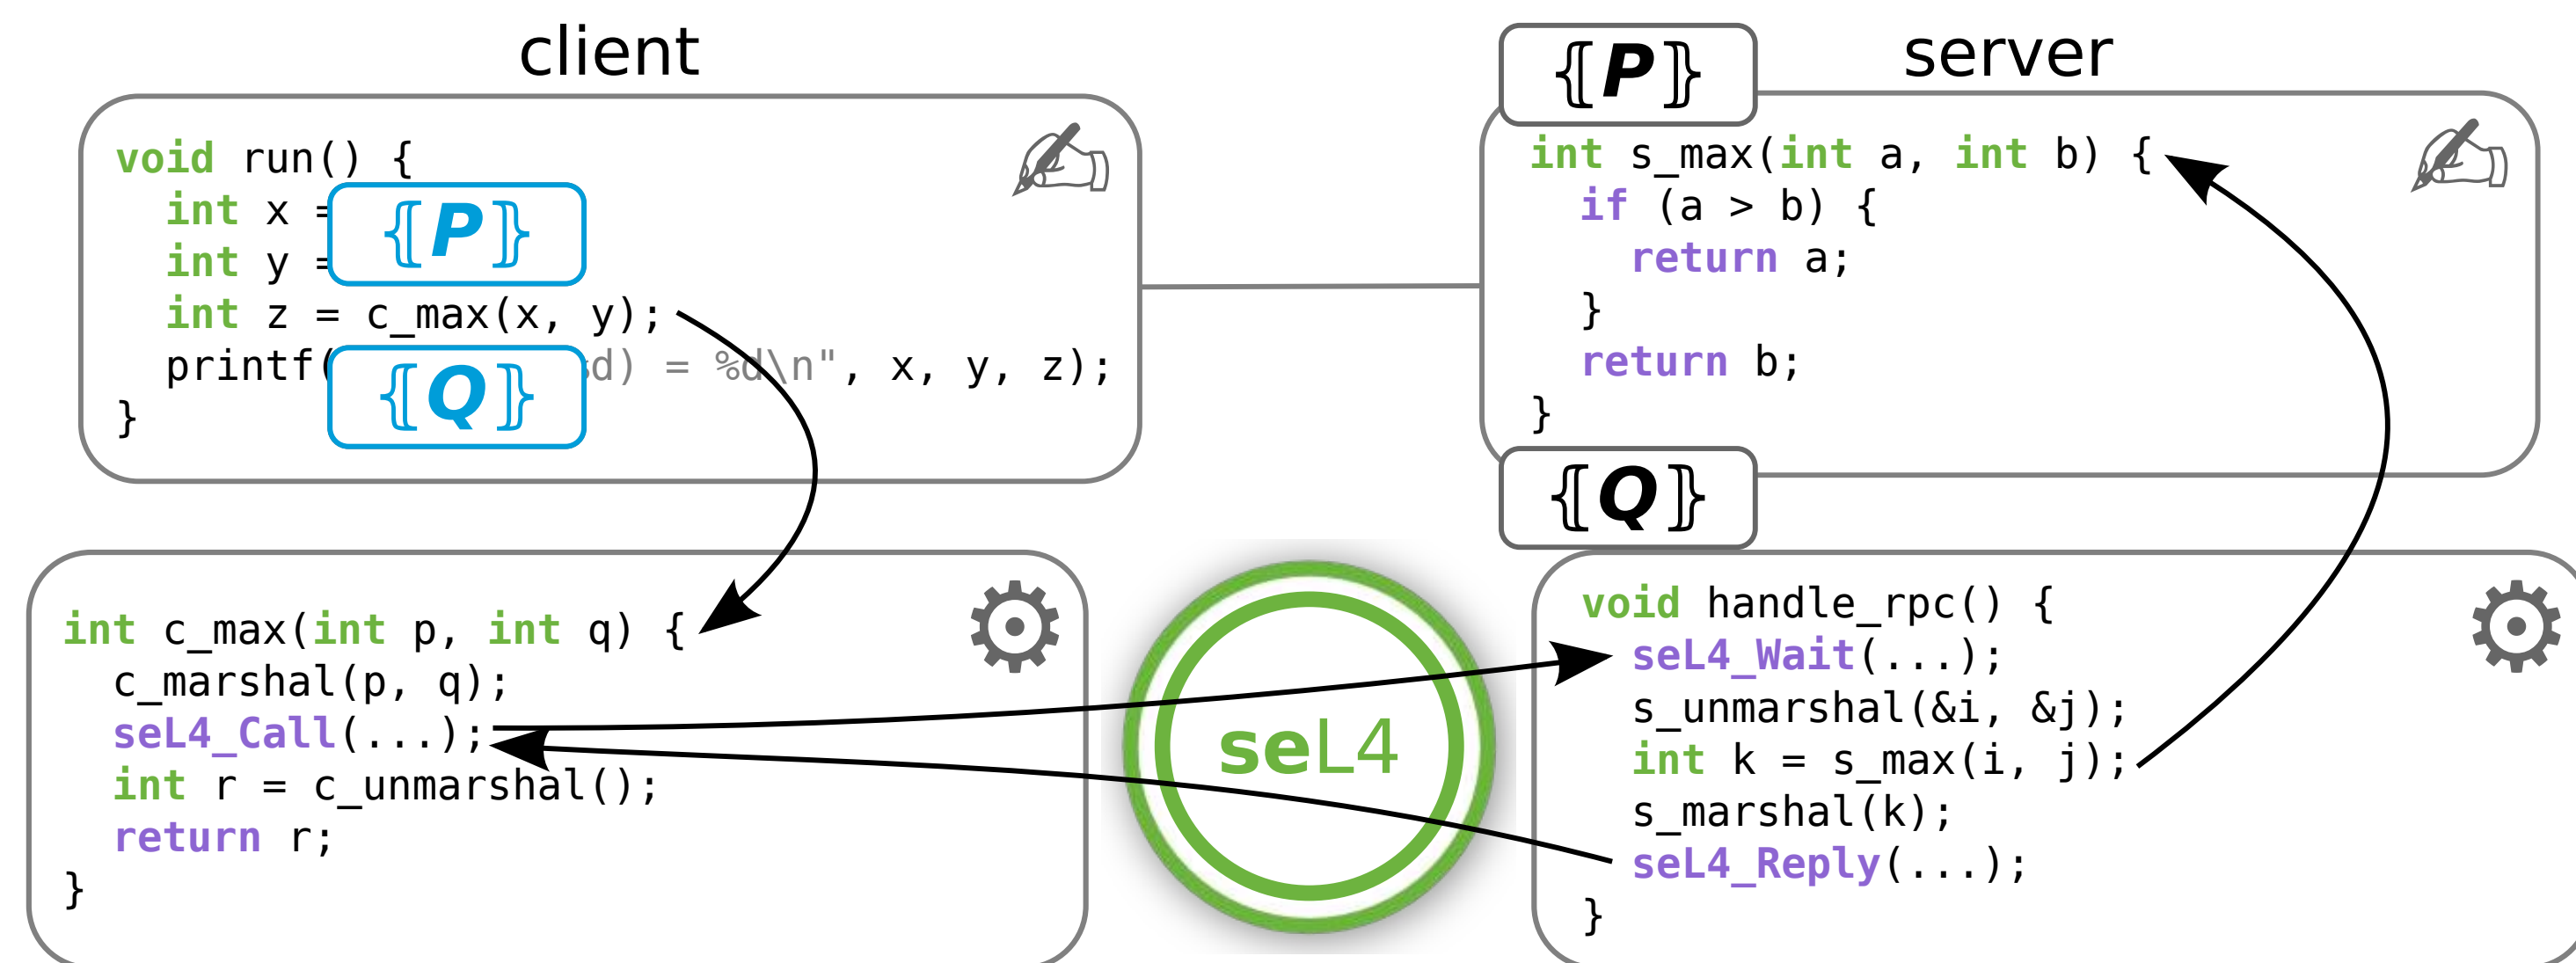 client
void run() {
int x =
{[P]}
int y =
int z = c_max(x, y);
printf(
{[Q]}
d) = %d\n", x, y, z);
}
server
{[P]}
int s_max(int a, int b) {
if (a > b) {
return a;
}
return b;
}
{[Q]}
int c_max(int p, int q) {
c_marshal(p, q);
seL4_Call(...);
int r = c_unmarshal();
return r;
}
seL4
void handle_rpc() {
seL4_Wait(...);
s_unmarshal(&i, &j);
int k = s_max(i, j);
s_marshal(k);
seL4_Reply(...);
}